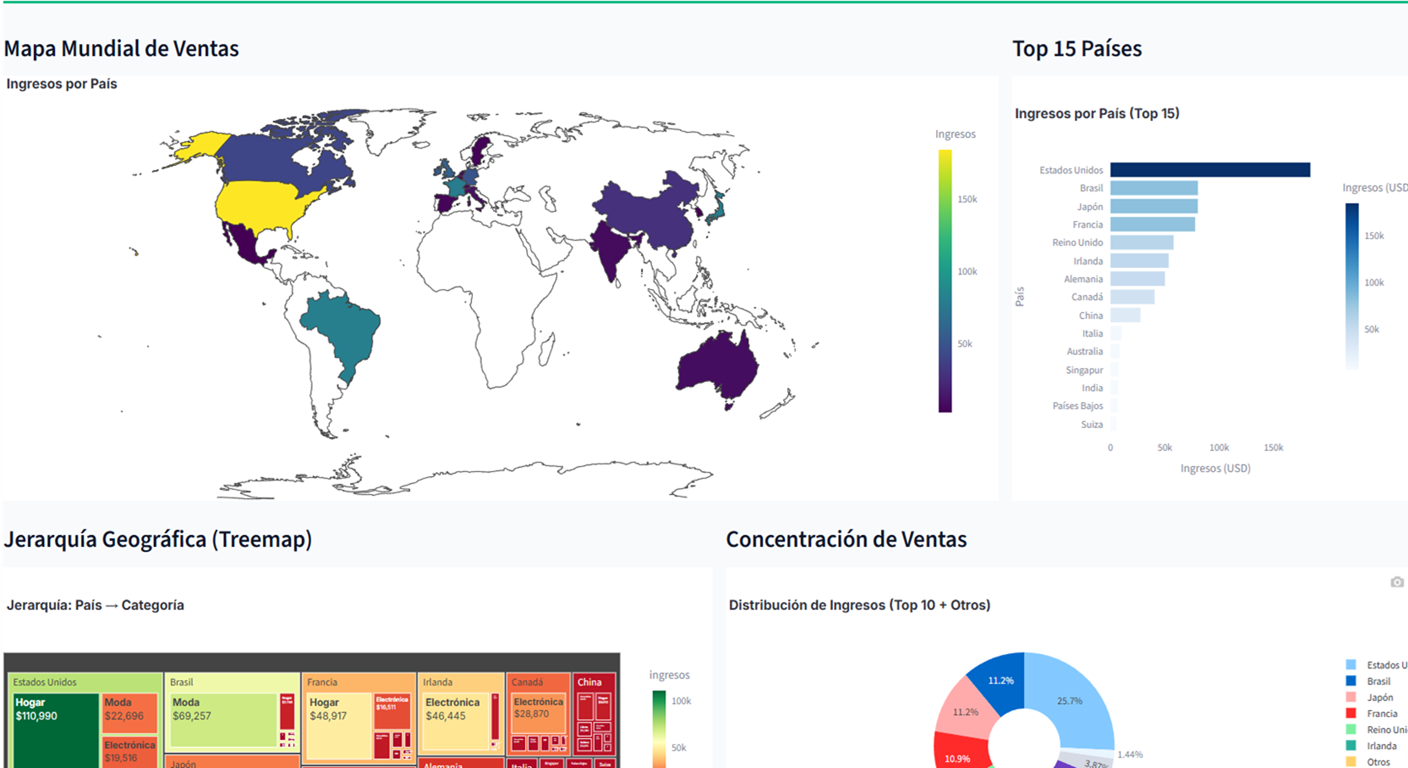 Mapa Mundial de Ventas
Ingresos por País
Ingresos
150k
100k
50k
Top 15 Países
Ingresos por País (Top 15)
Estados Unidos
Brasil
Japón
Francia
Reino Unido
Irlanda
Alemania
Canadá
China
Italia
Australia
Singapur
India
Países Bajos
Suiza
País
0 50k 100k 150k
Ingresos (USD)
Ingresos (USD
150k
100k
50k
Jerarquía Geográfica (Treemap)
Jerarquía: País → Categoría
Estados Unidos
Hogar
$110,990
Moda
$22,696
Electrónica
$19,516
Brasil
Moda
$69,257
Japón
Francia
Hogar
$48,917
Electrónica
$16,511
Irlanda
Electrónica
$46,445
Alemania
Canadá
Electrónica
$28,870
Italia
China
ingresos
100k
50k
Concentración de Ventas
Distribución de Ingresos (Top 10 + Otros)
11.2%
25.7%
11.2%
10.9%
1.44%
3.87%
Estados U
Brasil
Japón
Francia
Reino Uni
Irlanda
Otros